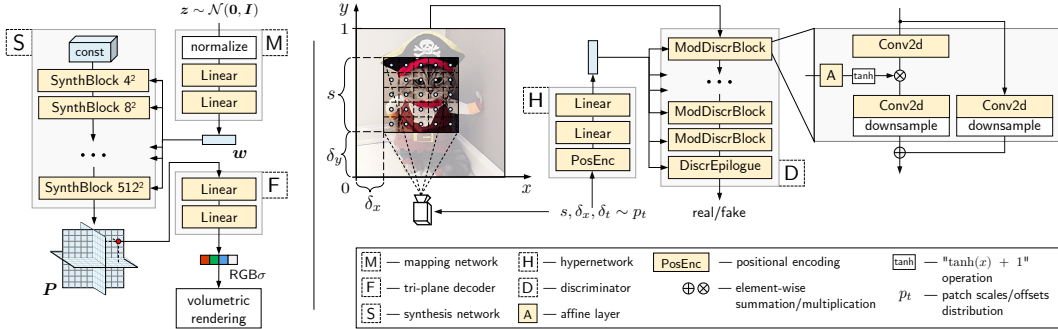 z ∼ N(0, I)
S
const
SynthBlock 4²
SynthBlock 8²
• • •
SynthBlock 512²
P
normalize
M
Linear
Linear
w
F
Linear
Linear
RGBσ
volumetric
rendering
y
1
s
δy
0
δx
x
H
Linear
Linear
PosEnc
s, δx, δt ∼ pt
ModDiscrBlock
• • •
ModDiscrBlock
ModDiscrBlock
DiscrEpilogue
D
real/fake
Conv2d
A
tanh
Conv2d
downsample
Conv2d
downsample
M — mapping network
F — tri-plane decoder
S — synthesis network
H — hypernetwork
D — discriminator
A — affine layer
PosEnc — positional encoding
⊕⊗ — element-wise
summation/multiplication
tanh — "tanh(x) + 1"
operation
pt — patch scales/offsets
distribution